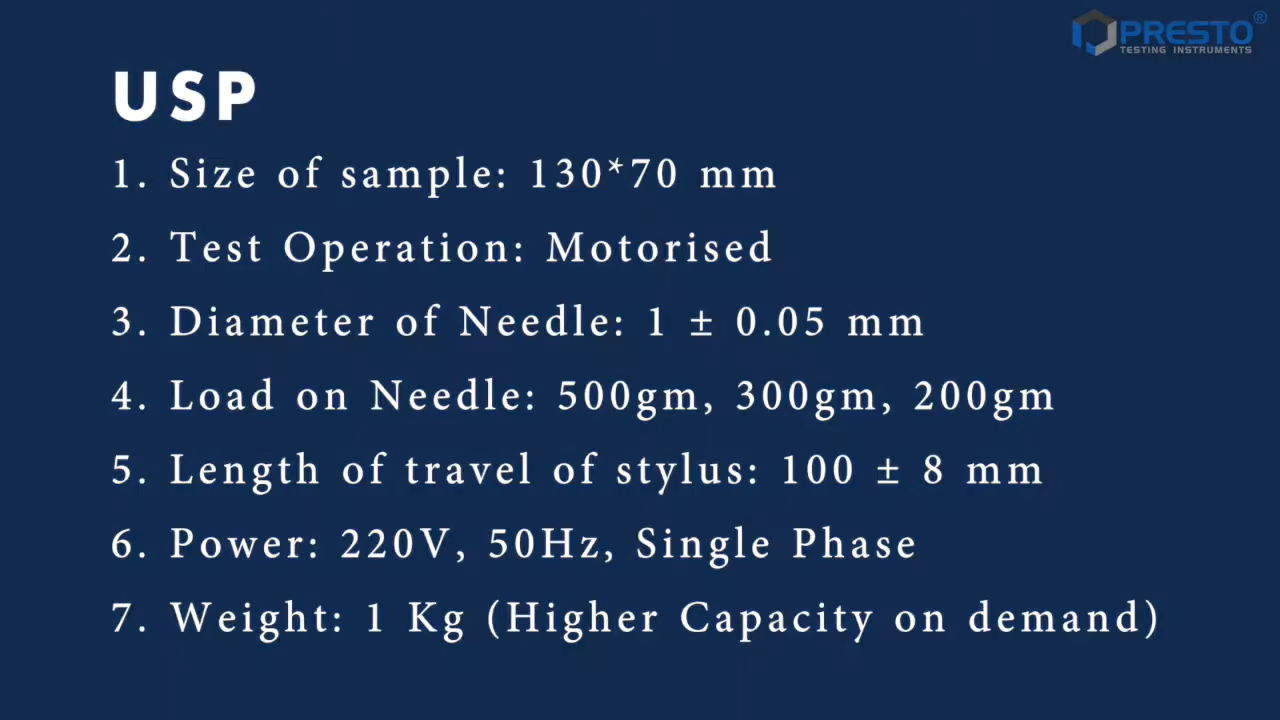 PRESTO®
TESTING INSTRUMENTS
USP
1. Size of sample: 130*70 mm
2. Test Operation: Motorised
3. Diameter of Needle: 1 ± 0.05 mm
4. Load on Needle: 500gm, 300gm, 200gm
5. Length of travel of stylus: 100 ± 8 mm
6. Power: 220V, 50Hz, Single Phase
7. Weight: 1 Kg (Higher Capacity on demand)